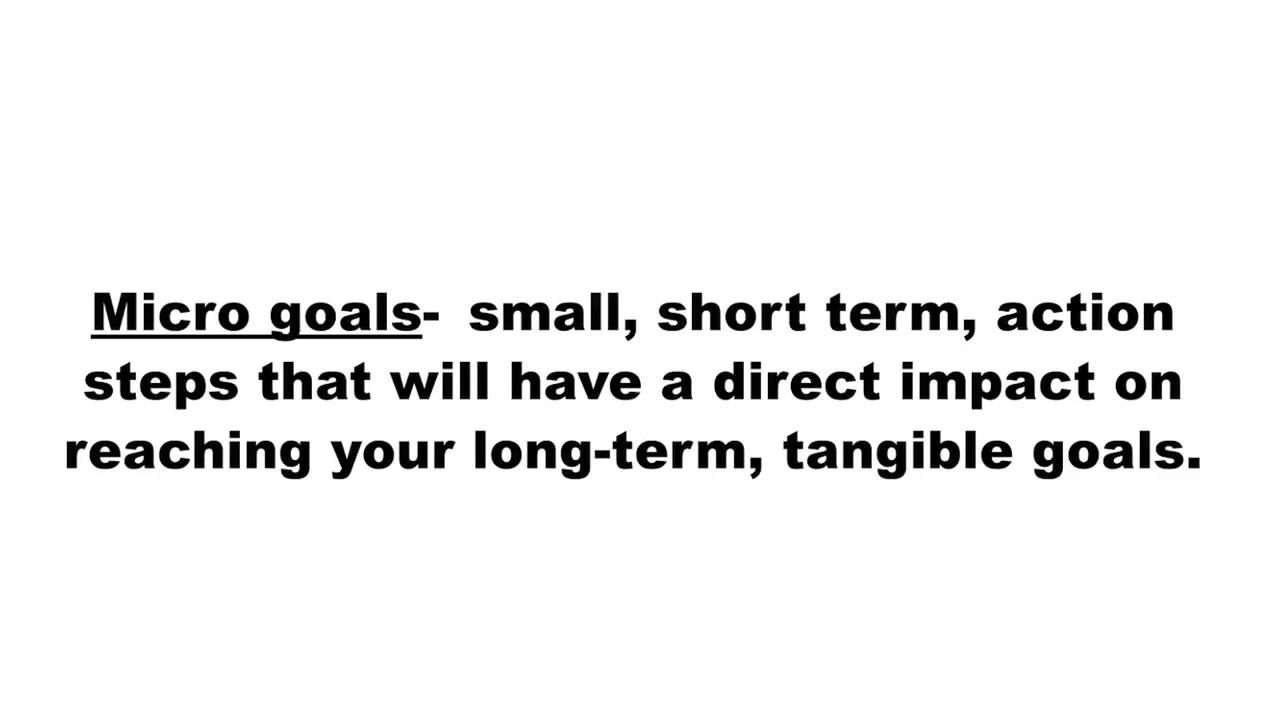 Micro goals- small, short term, action
steps that will have a direct impact on
reaching your long-term, tangible goals.